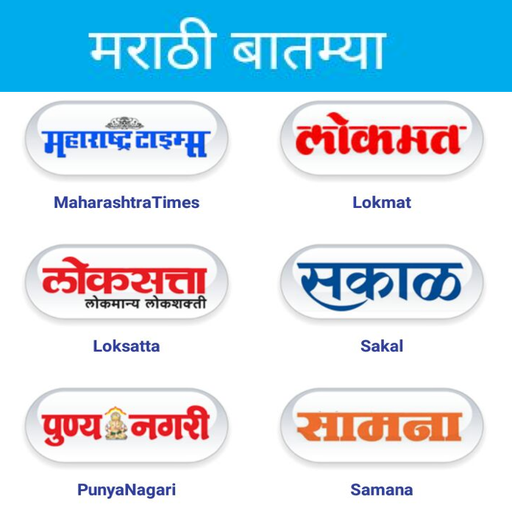 मराठी बातम्या
महाराष्ट्र टाइम्स
लोकमत
MaharashtraTimes
Lokmat
लोकसत्ता
लोकमान्य लोकशक्ती
सकाळ
Loksatta
Sakal
पुण्य नगरी
सामना
PunyaNagari
Samana